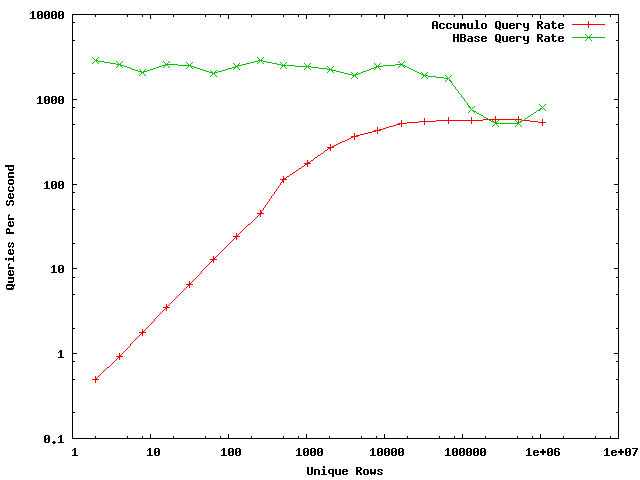 10000
1000
100
10
1
0.1
Queries Per Second
Accumulo Query Rate
HBase Query Rate
1 10 100 1000 10000 100000 1e+06 1e+07
Unique Rows